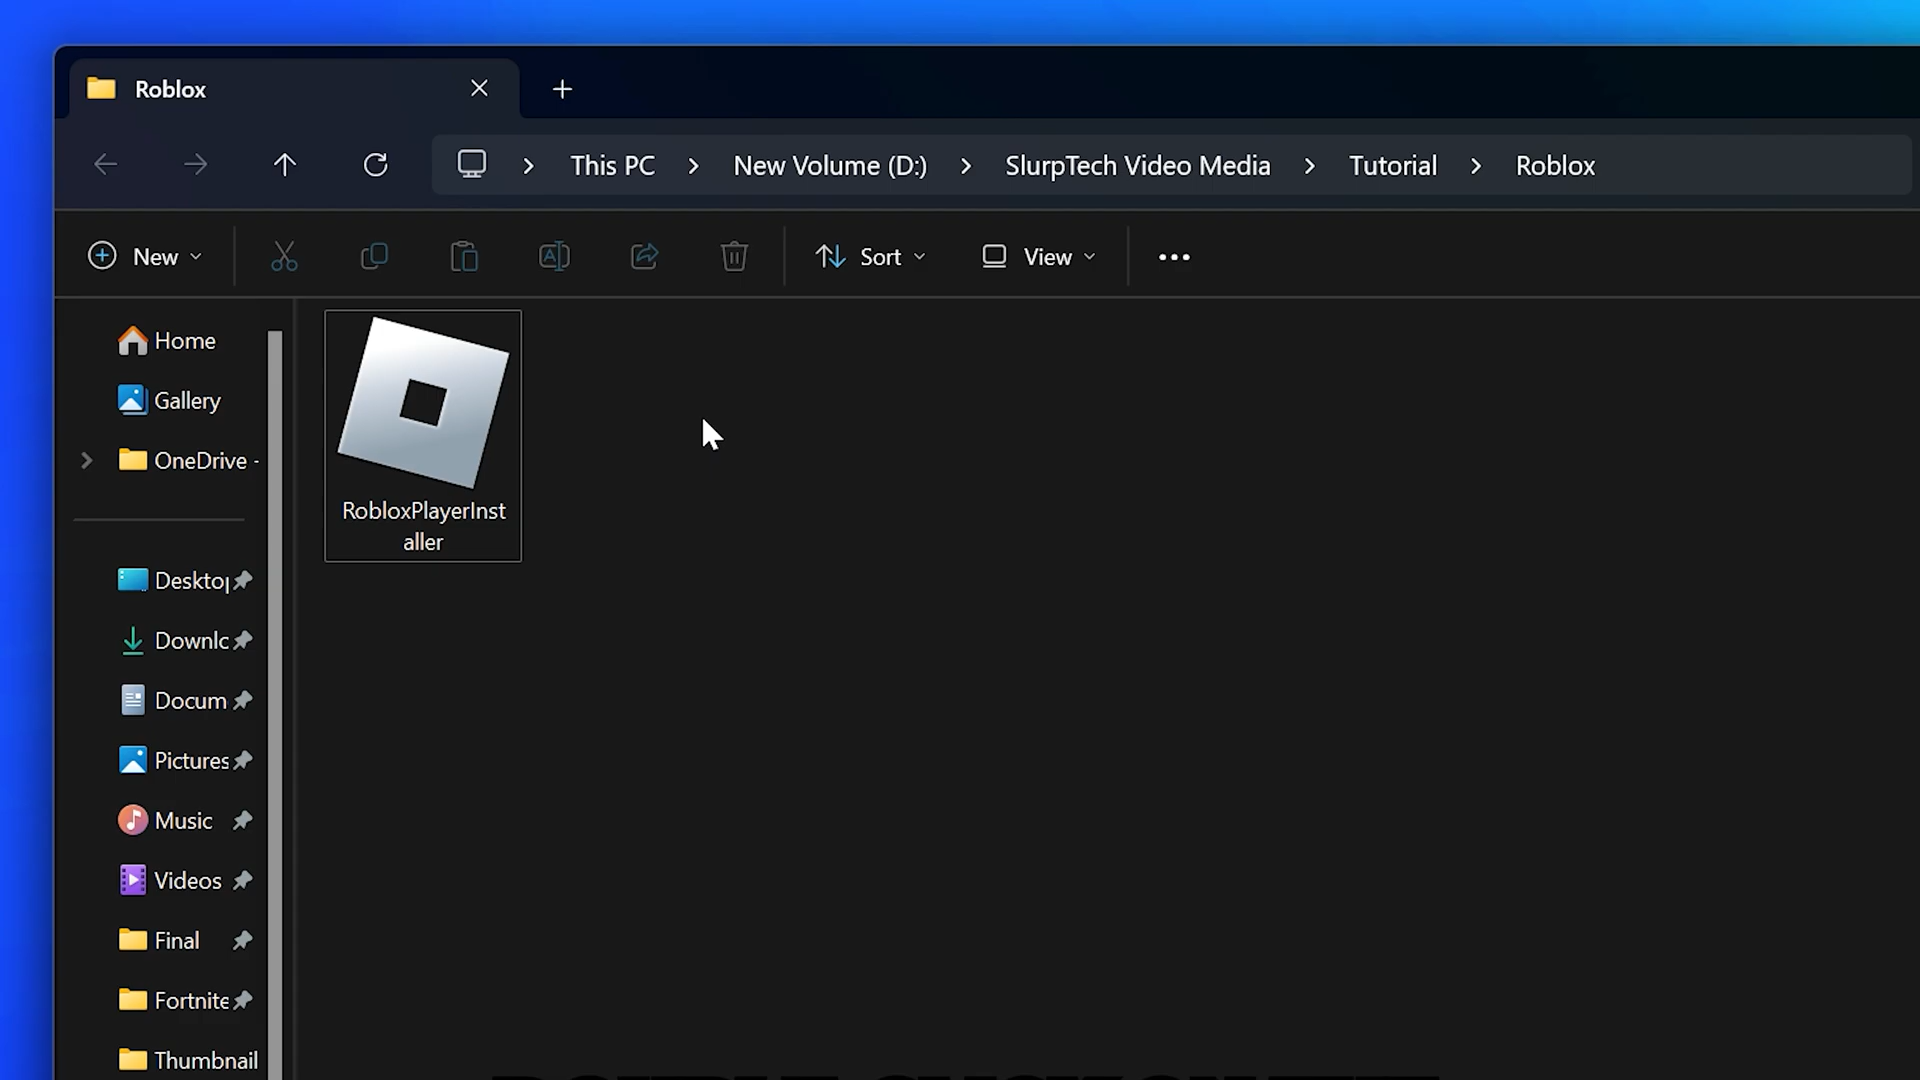 Roblox
This PC > New Volume (D:) > SlurpTech Video Media > Tutorial > Roblox
New
Sort
View
Home
Gallery
OneDrive -
RobloxPlayerInst
aller
Desktop
Downlc
Docum
Pictures
Music
Videos
Final
Fortnite
Thumbnail